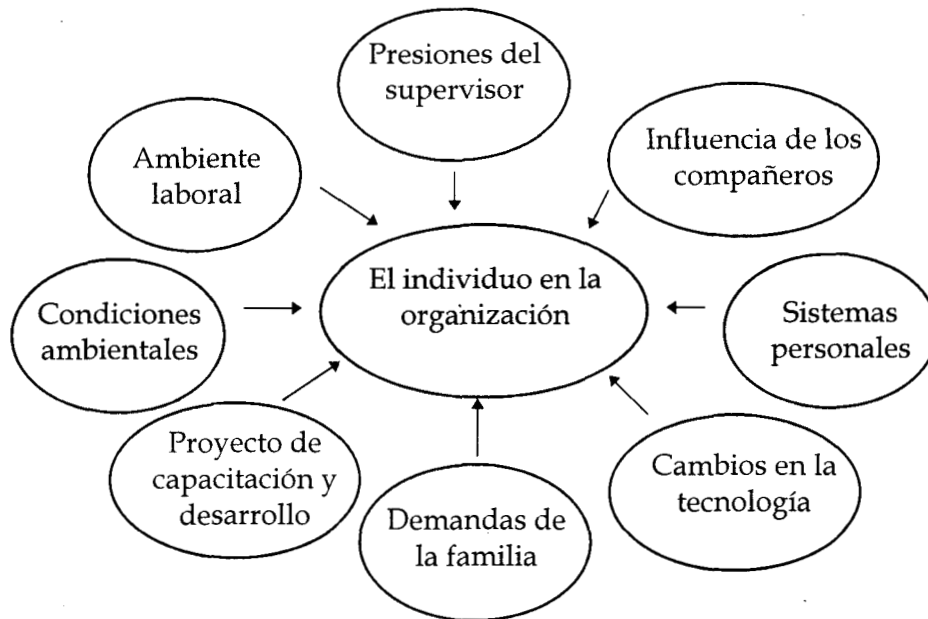 Presiones del
supervisor
Ambiente
laboral
Influencia de los
compañeros
El individuo en la
organización
Condiciones
ambientales
Sistemas
personales
Proyecto de
capacitación y
desarrollo
Demandas de
la familia
Cambios en la
tecnología